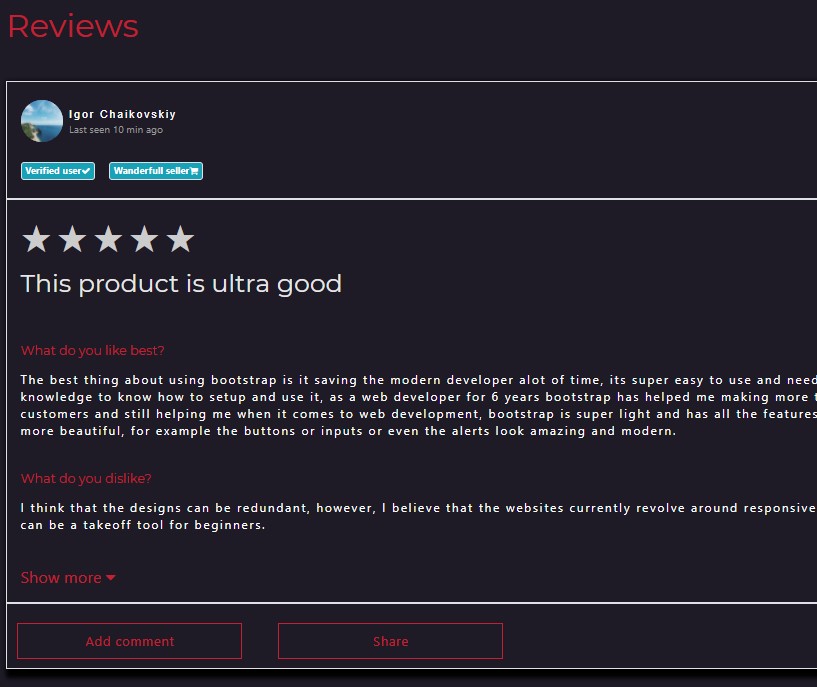 Reviews
Igor Chaikovskiy
Last seen 10 min ago
Verified user Wanderfull seller
This product is ultra good
What do you like best?
The best thing about using bootstrap is it saving the modern developer alot of time, its super easy to use and need
knowledge to know how to setup and use it, as a web developer for 6 years bootstrap has helped me making more
customers and still helping me when it comes to web development, bootstrap is super light and has all the features
more beautiful, for example the buttons or inputs or even the alerts look amazing and modern.
What do you dislike?
I think that the designs can be redundant, however, I believe that the websites currently revolve around responsive
can be a takeoff tool for beginners.
Show more
Add comment Share